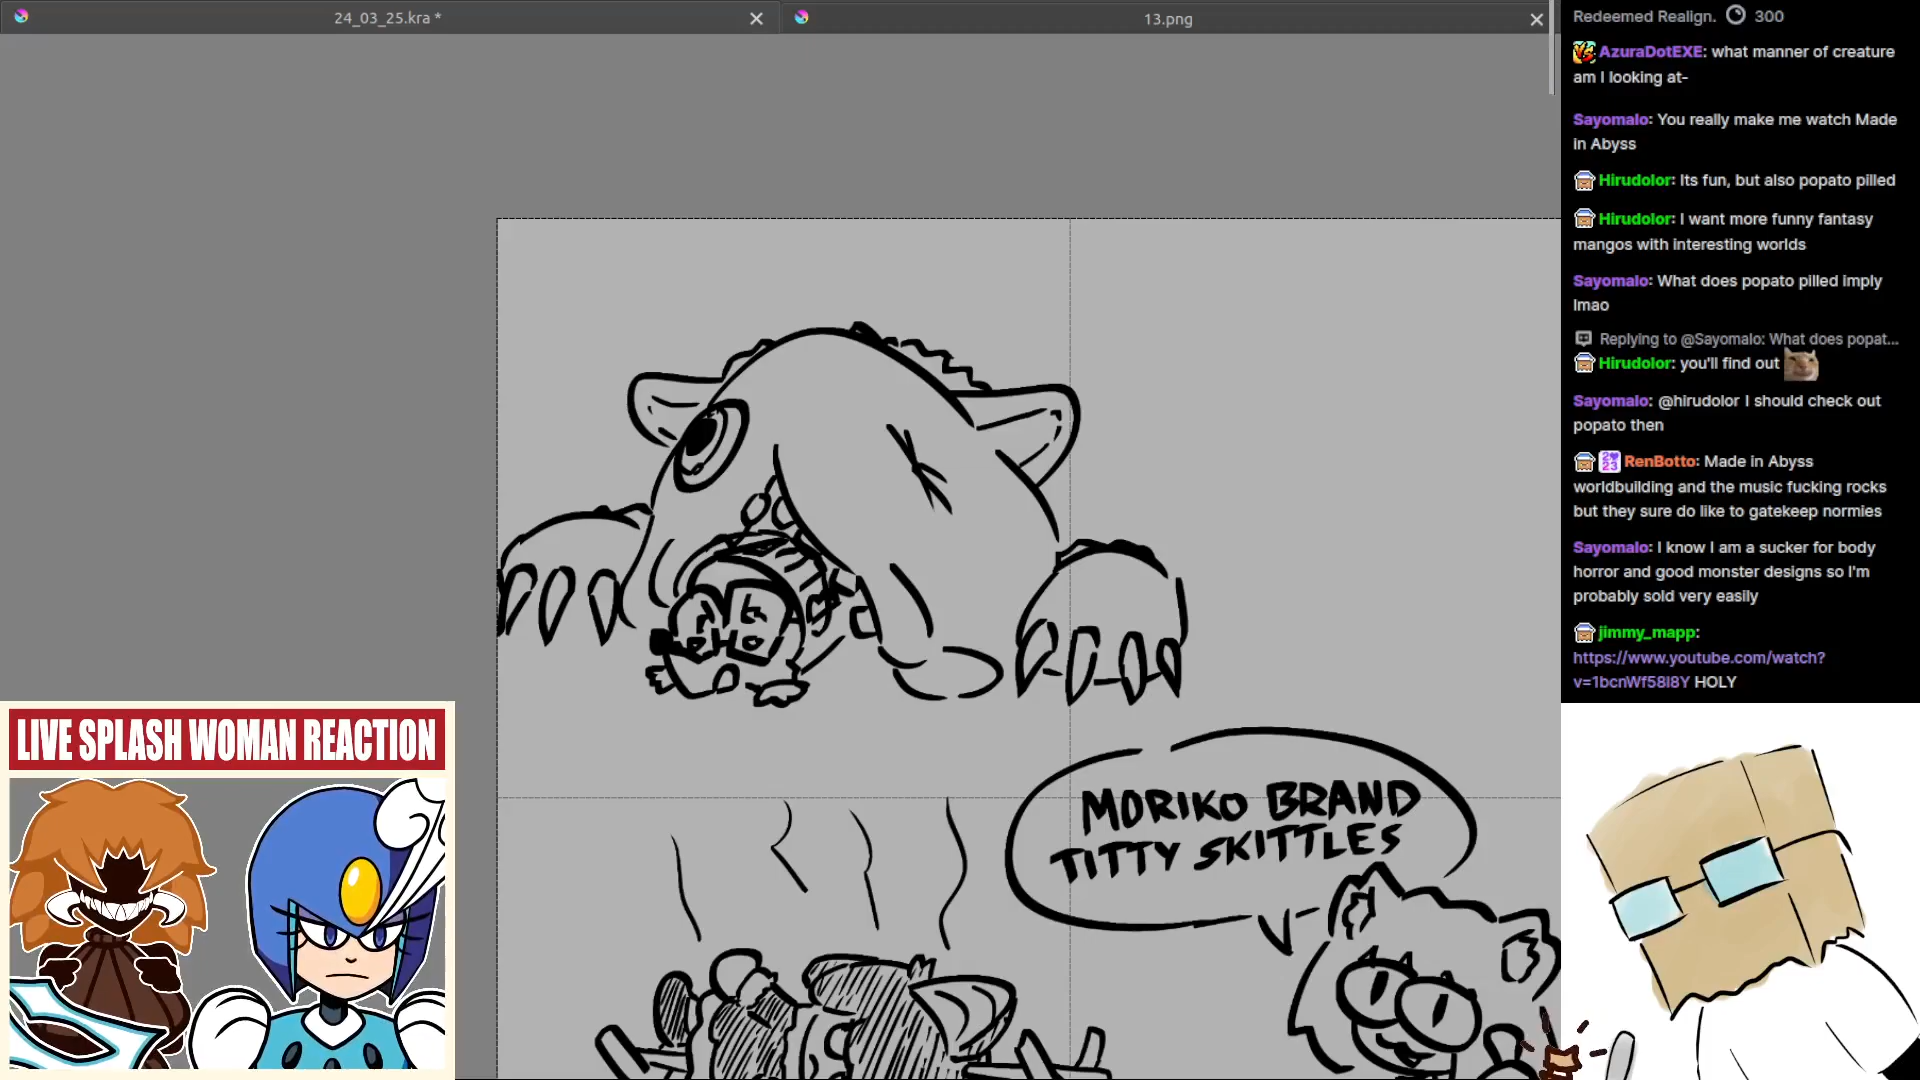 24_03_25.kra *
13.png
Redeemed Realign. 300
AzuraDotEXE: what manner of creature
am I looking at-
Sayomalo: You really make me watch Made
in Abyss
Hirudolor: Its fun, but also popato pilled
Hirudolor: I want more funny fantasy
mangos with interesting worlds
Sayomalo: What does popato pilled imply
lmao
Replying to @Sayomalo: What does popat...
Hirudolor: you'll find out
Sayomalo: @hirudolor I should check out
popato then
RenBotto: Made in Abyss
worldbuilding and the music fucking rocks
but they sure do like to gatekeep normies
Sayomalo: I know I am a sucker for body
horror and good monster designs so I'm
probably sold very easily
jimmy_mapp:
https://www.youtube.com/watch?
v=1bcnWf58I8Y HOLY
LIVE SPLASH WOMAN REACTION
MORIKO BRAND
TITTY SKITTLES